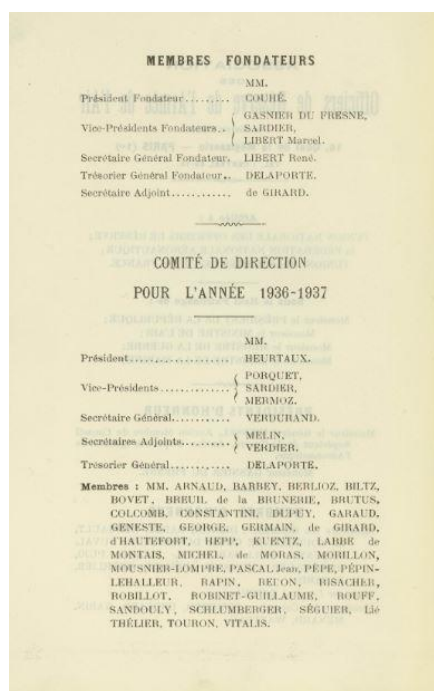 MEMBRES FONDATEURS
MM.
Président Fondateur......... COUHÉ.
Vice-Présidents Fondateurs.. { GASNIER DU FRESNE,
SARDIER,
LIBERT Marcel.
Secrétaire Général Fondateur. LIBERT René.
Trésorier Général Fondateur.. DELAPORTE.
Secrétaire Adjoint............ de GIRARD.
COMITÉ DE DIRECTION
POUR L'ANNÉE 1936-1937
MM.
Président..................... HEURTAUX.
Vice-Présidents.............. { PORQUET,
SARDIER,
MERMOZ.
Secrétaire Général........... VERDURAND.
Secrétaires Adjoints......... { MELIN,
VERDIER.
Trésorier Général............ DELAPORTE.
Membres : MM. ARNAUD, BARBEY, BERLIOZ, BILTZ,
BOVET, BREUIL de la BRUNERIE, BRUTUS,
COLCOMB, CONSTANTINI, DUPUY, GARAUD,
GENESTE, GEORGE, GERMAIN, de GIRARD,
d'HAUTEFORT, HEPP, KUENTZ, LABBE de
MONTAIS, MICHEL, de MORAS, MORILLON,
MOUSNIER-LOMPRE, PASCAL Jean, PÈPE, PÉPIN-
LEHALLEUR, RAPIN, RISACHER,
ROBILLOT, ROBINET-GUILLAUME, ROUFF,
SANDOULY, SCHLUMBERGER, SÉGUIER, Lié
THÉLIER, TOURON, VITALIS.